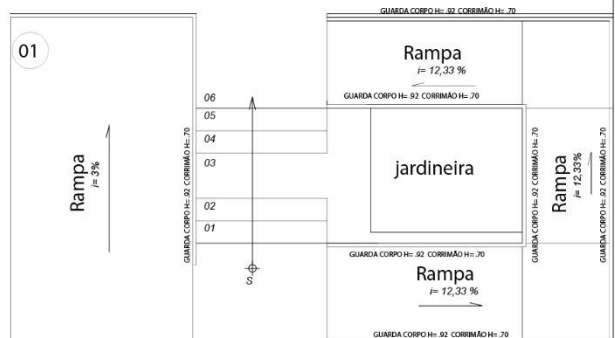 GUARDA CORPO H= .92 CORRIMÃO H= .70
01
Rampa
i= 12,33 %
GUARDA CORPO H= .92 CORRIMÃO H= .70
06
05
04
03
02
01
S
Rampa
i= 3%
GUARDA CORPO H= .92 CORRIMÃO H= .70
jardineira
GUARDA CORPO H= .92 CORRIMÃO H= .70
Rampa
i= 12,33%
GUARDA CORPO H= .92 CORRIMÃO H= .70
GUARDA CORPO H= .92 CORRIMÃO H= .70
Rampa
i= 12,33 %
GUARDA CORPO H= .92 CORRIMÃO H= .70